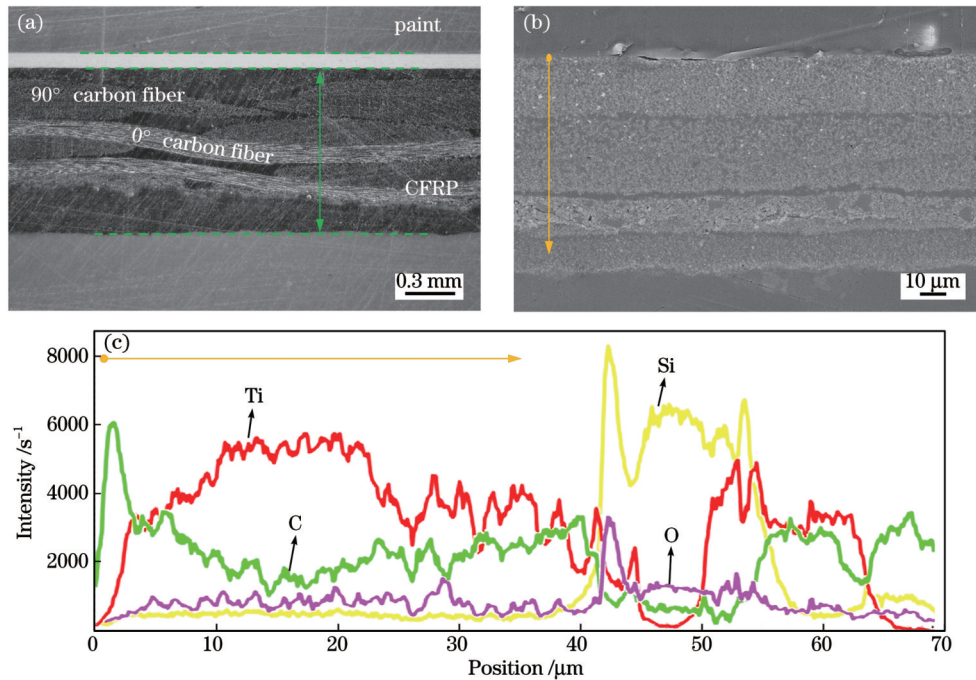 (a)
paint
90° carbon fiber
0° carbon fiber
CFRP
0.3 mm
(b)
10 μm
(c)
8000
6000
4000
2000
0
Intensity /s⁻¹
Ti
C
Si
O
0 10 20 30 40 50 60 70
Position /μm